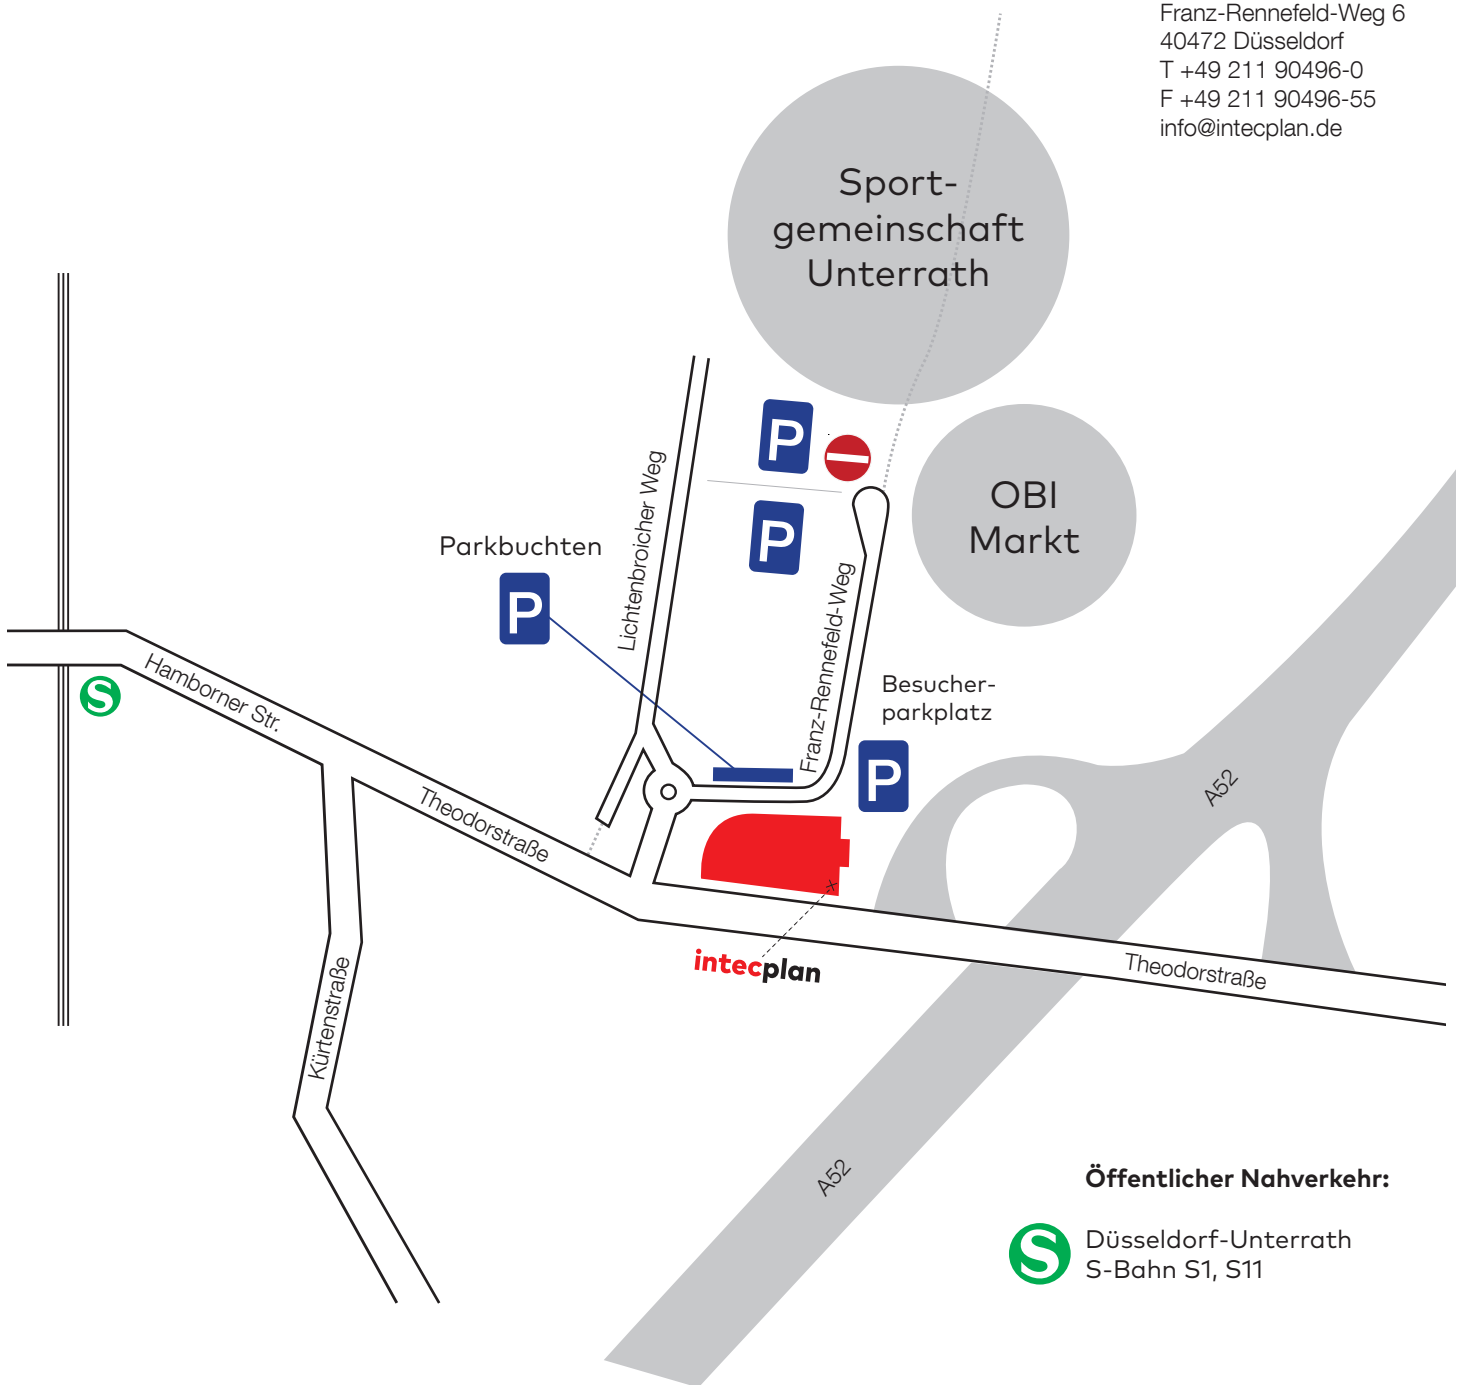 Franz-Rennefeld-Weg 6
40472 Düsseldorf
T +49 211 90496-0
F +49 211 90496-55
info@intecplan.de
Sport-
gemeinschaft
Unterrath
P
OBI
Markt
P
Lichtenbroicher Weg
Parkbuchten
P
Franz-Rennefeld-Weg
Besucher-
parkplatz
P
S
Hamborner Str.
Theodorstraße
A52
x
intecplan
Theodorstraße
Kürtenstraße
A52
Öffentlicher Nahverkehr:
S
Düsseldorf-Unterrath
S-Bahn S1, S11